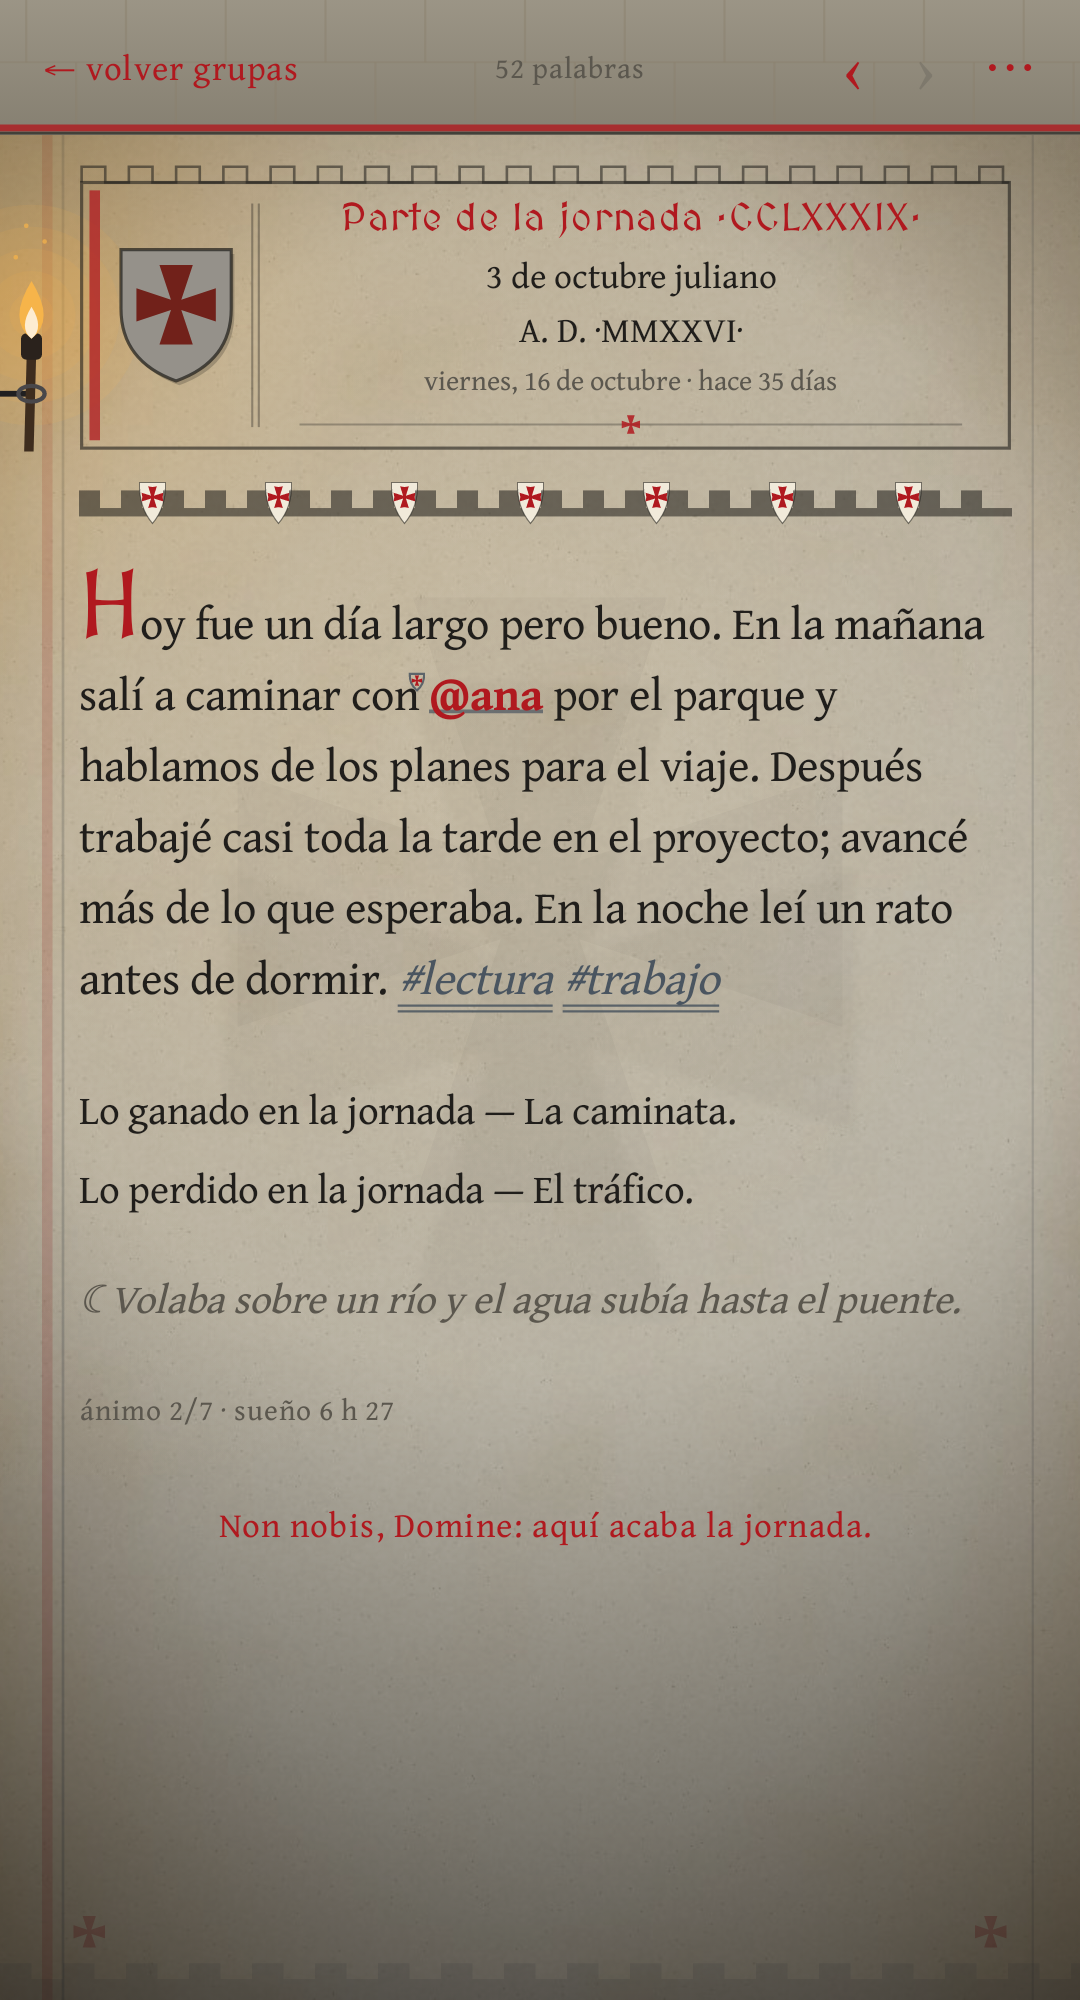 ← volver grupas
52 palabras
‹ › ···
Parte de la jornada ·CCLXXXIX·
3 de octubre juliano
A. D. ·MMXXVI·
viernes, 16 de octubre · hace 35 días
Hoy fue un día largo pero bueno. En la mañana
salí a caminar con @ana por el parque y
hablamos de los planes para el viaje. Después
trabajé casi toda la tarde en el proyecto; avancé
más de lo que esperaba. En la noche leí un rato
antes de dormir. #lectura #trabajo
Lo ganado en la jornada — La caminata.
Lo perdido en la jornada — El tráfico.
☾ Volaba sobre un río y el agua subía hasta el puente.
ánimo 2/7 · sueño 6 h 27
Non nobis, Domine: aquí acaba la jornada.